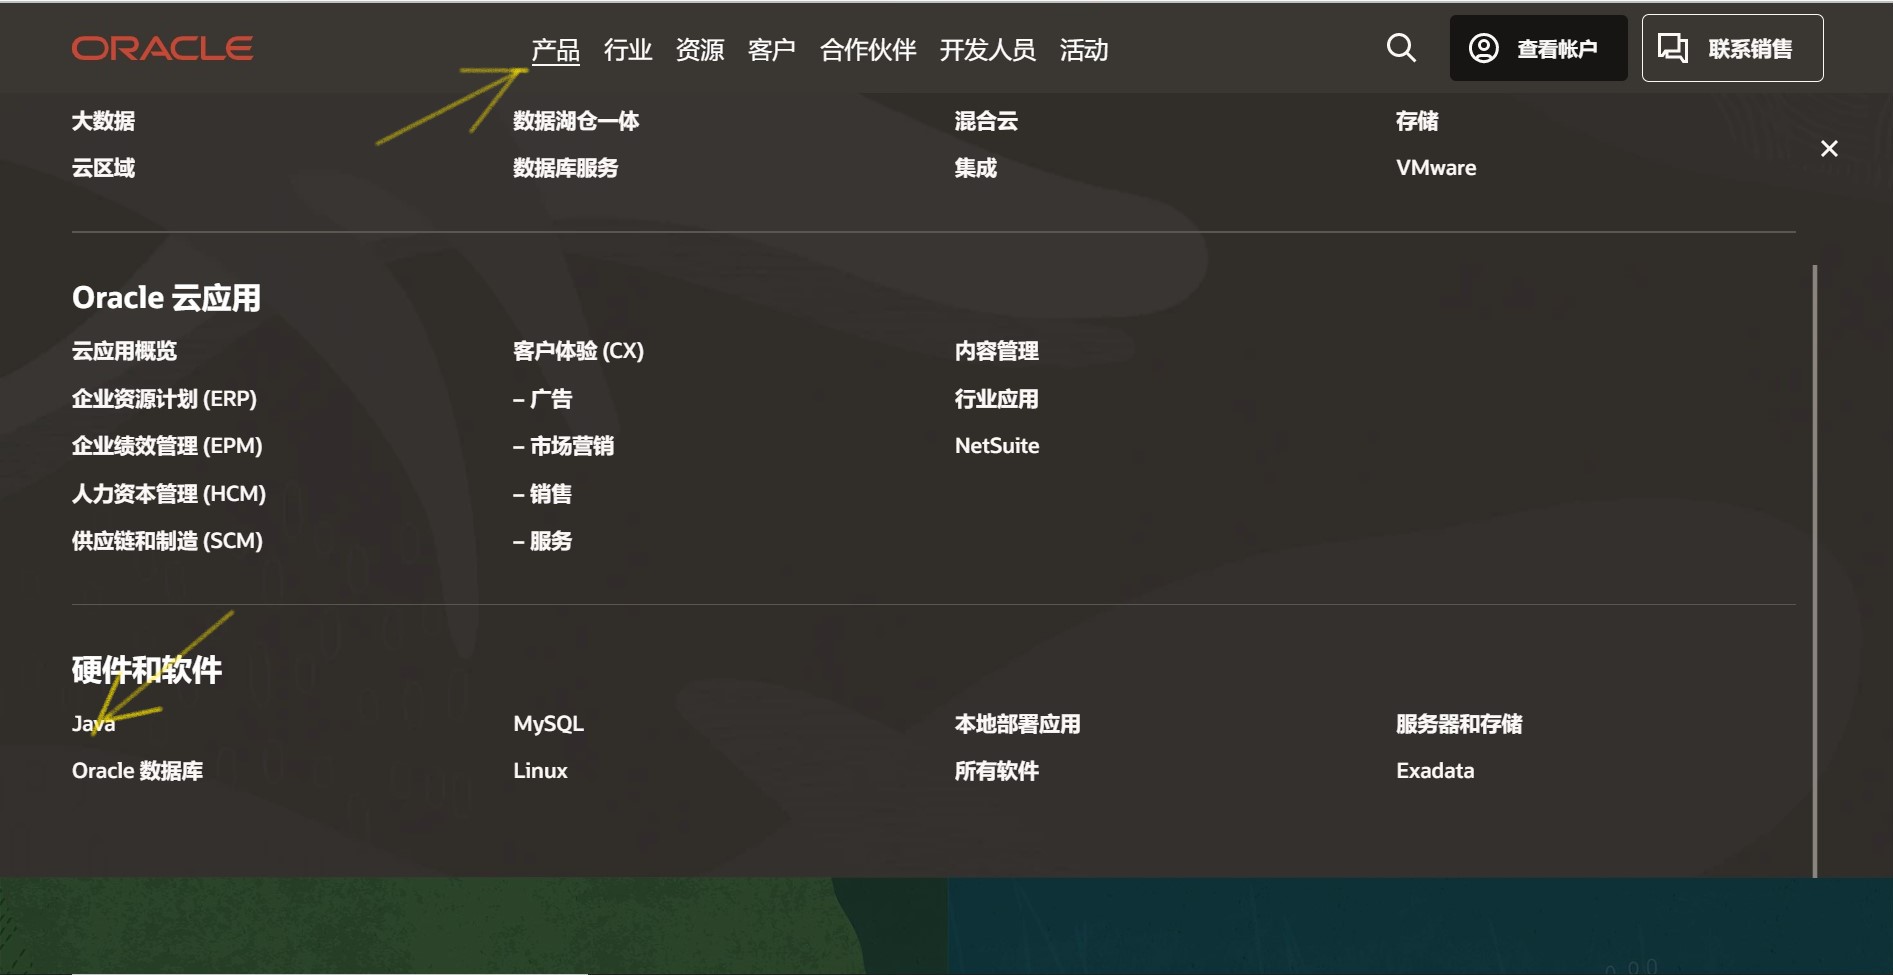 ORACLE
产品 行业 资源 客户 合作伙伴 开发人员 活动
查看帐户
联系销售
大数据 数据湖仓一体 混合云 存储
云区域 数据库服务 集成 VMware
Oracle 云应用
云应用概览 客户体验 (CX) 内容管理
企业资源计划 (ERP) – 广告 行业应用
企业绩效管理 (EPM) – 市场营销 NetSuite
人力资本管理 (HCM) – 销售
供应链和制造 (SCM) – 服务
硬件和软件
Java MySQL 本地部署应用 服务器和存储
Oracle 数据库 Linux 所有软件 Exadata